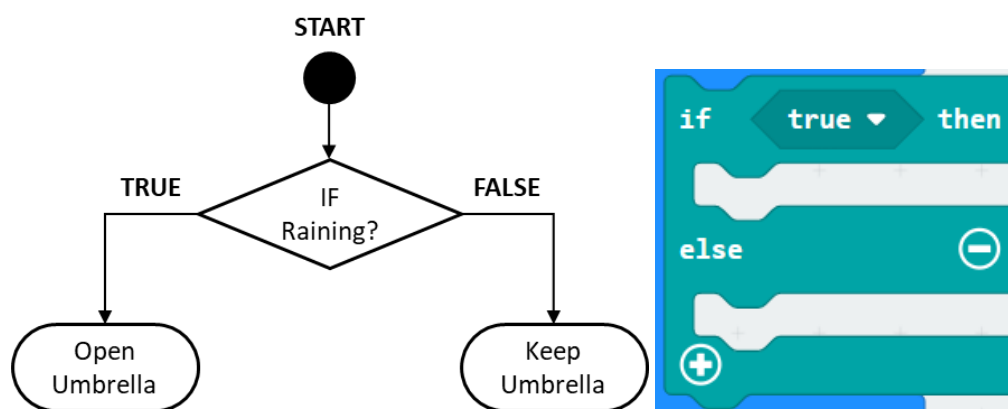 START
TRUE
FALSE
IF
Raining?
Open
Umbrella
Keep
Umbrella
if true then
else